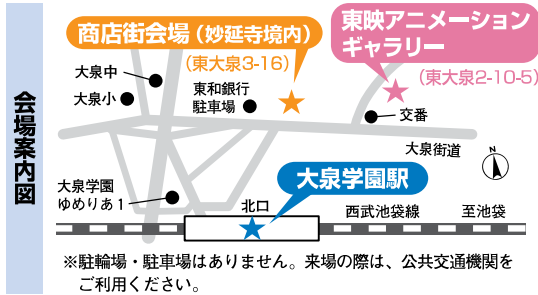 会場案内図
商店街会場（妙延寺境内）
（東大泉3-16）
東映アニメーション
ギャラリー
（東大泉2-10-5）
大泉中
大泉小
東和銀行
駐車場
交番
大泉街道
N
大泉学園
ゆめりあ1
大泉学園駅
北口
西武池袋線
至池袋
※駐輪場・駐車場はありません。来場の際は、公共交通機関を
ご利用ください。